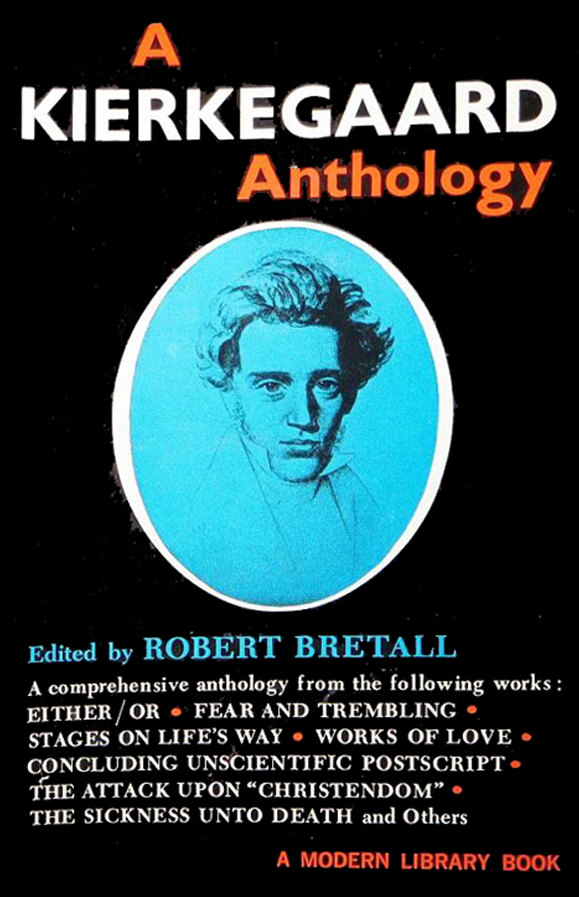 A
KIERKEGAARD
Anthology
Edited by ROBERT BRETALL
A comprehensive anthology from the following works:
EITHER/OR • FEAR AND TREMBLING •
STAGES ON LIFE'S WAY • WORKS OF LOVE •
CONCLUDING UNSCIENTIFIC POSTSCRIPT •
THE ATTACK UPON "CHRISTENDOM" •
THE SICKNESS UNTO DEATH and Others
A MODERN LIBRARY BOOK